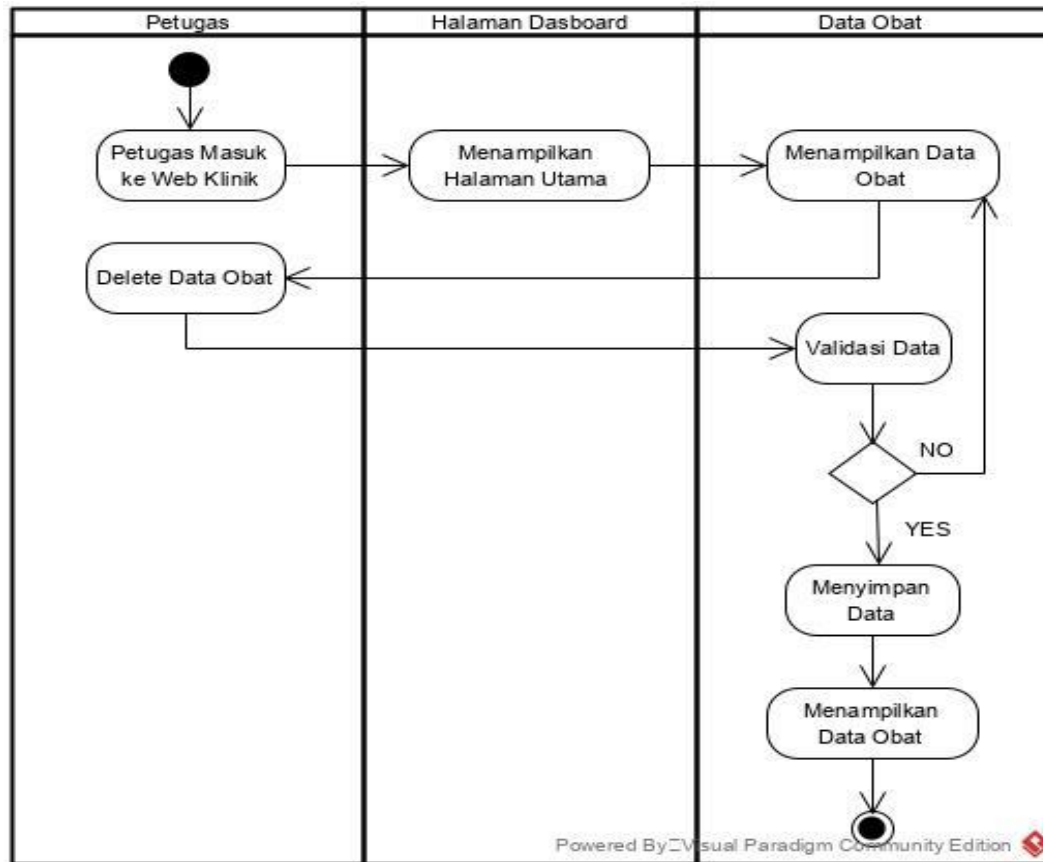 Petugas
Halaman Dasboard
Data Obat
Petugas Masuk
ke Web Klinik
Menampilkan
Halaman Utama
Menampilkan Data
Obat
Delete Data Obat
Validasi Data
NO
YES
Menyimpan
Data
Menampilkan
Data Obat
Powered By Visual Paradigm Community Edition